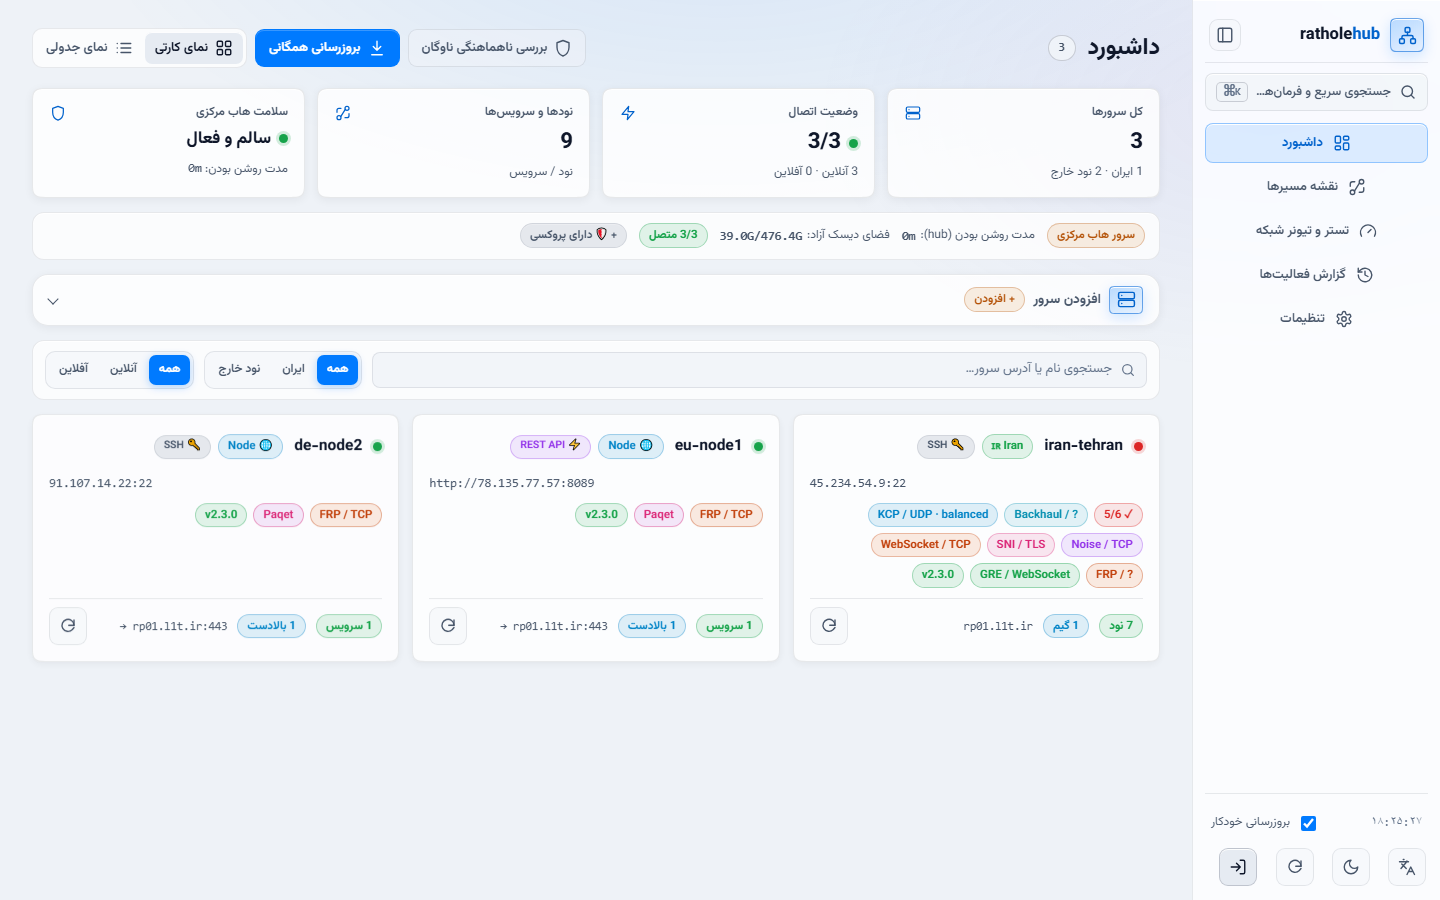 ratholehub
جستجوی سریع و فرمان‌ه... ⌘K
داشبورد
نقشه مسیرها
تستر و تیونر شبکه
گزارش فعالیت‌ها
تنظیمات
۱۸:۲۵:۲۷ بروزرسانی خودکار
داشبورد 3
بررسی ناهماهنگی ناوگان
بروزرسانی همگانی
نمای کارتی
نمای جدولی
کل سرورها
3
1 ایران · 2 نود خارج
وضعیت اتصال
3/3
3 آنلاین · 0 آفلاین
نودها و سرویس‌ها
9
نود / سرویس
سلامت هاب مرکزی
سالم و فعال
مدت روشن بودن: 0m
سرور هاب مرکزی مدت روشن بودن (hub): 0m فضای دیسک آزاد: 39.0G/476.4G 3/3 متصل + دارای پروکسی
افزودن سرور + افزودن
جستجوی نام یا آدرس سرور...
همه ایران نود خارج
همه آنلاین آفلاین
iran-tehran IR Iran SSH
45.234.54.9:22
5/6 ✓ Backhaul / ? KCP / UDP · balanced
Noise / TCP SNI / TLS WebSocket / TCP
FRP / ? GRE / WebSocket v2.3.0
7 نود 1 گیم rp01.l1t.ir
eu-node1 Node REST API
http://78.135.77.57:8089
FRP / TCP Paqet v2.3.0
1 سرویس 1 بالادست → rp01.l1t.ir:443
de-node2 Node SSH
91.107.14.22:22
FRP / TCP Paqet v2.3.0
1 سرویس 1 بالادست → rp01.l1t.ir:443